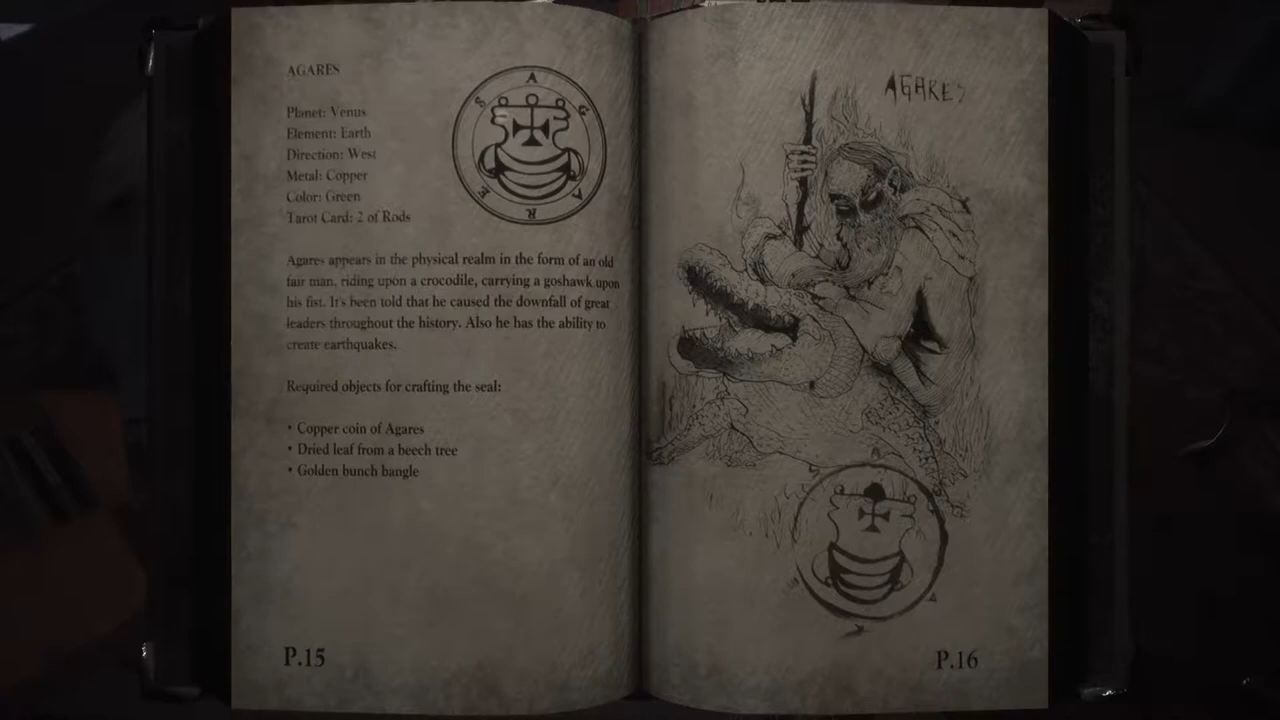 AGARES
Planet: Venus
Element: Earth
Direction: West
Metal: Copper
Color: Green
Tarot Card: 2 of Rods
A G A R E S
Agares appears in the physical realm in the form of an old
fair man, riding upon a crocodile, carrying a goshawk upon
his fist. It's been told that he caused the downfall of great
leaders throughout the history. Also he has the ability to
create earthquakes.
Required objects for crafting the seal:
• Copper coin of Agares
• Dried leaf from a beech tree
• Golden bunch bangle
P.15
AGARES
P.16